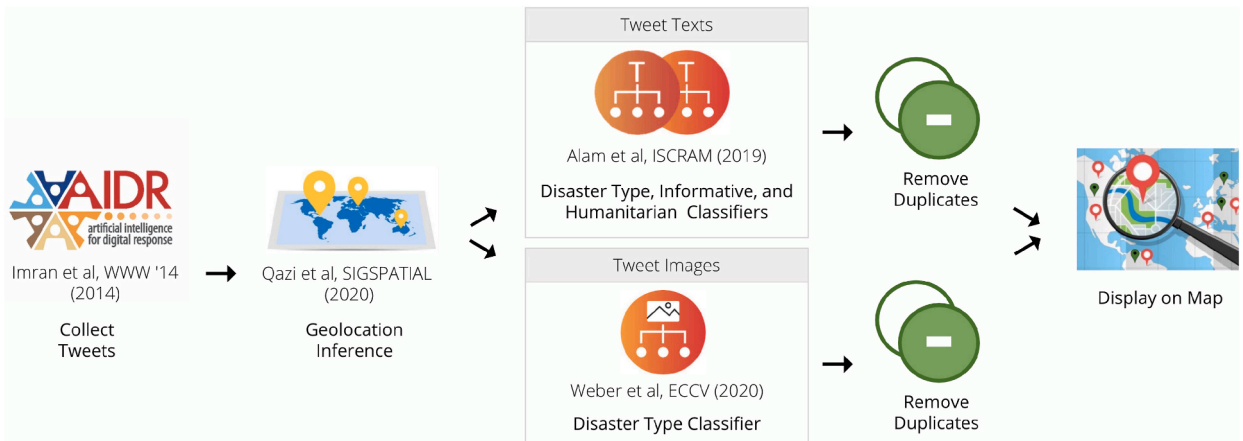 AIDR
artificial intelligence
for digital response
Imran et al, WWW '14
(2014)
Collect
Tweets
Qazi et al, SIGSPATIAL
(2020)
Geolocation
Inference
Tweet Texts
T T
Alam et al, ISCRAM (2019)
Disaster Type, Informative, and
Humanitarian Classifiers
Tweet Images
Weber et al, ECCV (2020)
Disaster Type Classifier
Remove
Duplicates
Remove
Duplicates
Display on Map